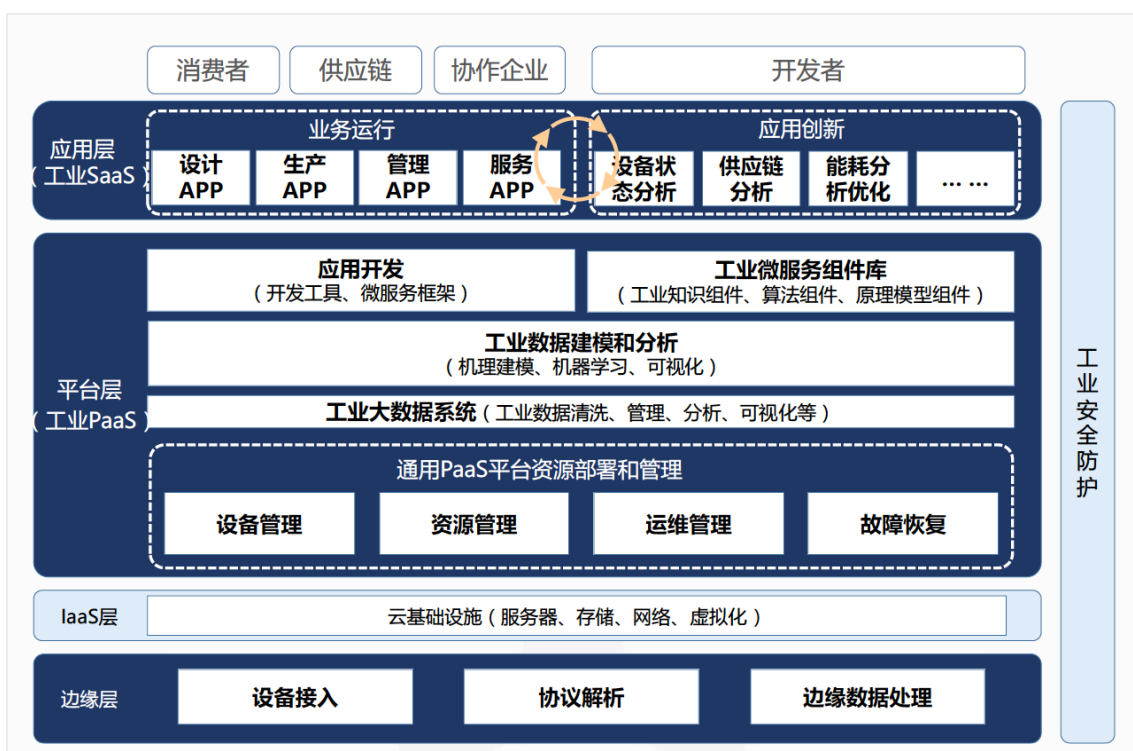 消费者
供应链
协作企业
开发者
应用层
（工业SaaS）
业务运行
设计
APP
生产
APP
管理
APP
服务
APP
应用创新
设备状
态分析
供应链
分析
能耗分
析优化
... ...
平台层
（工业PaaS）
应用开发
（开发工具、微服务框架）
工业微服务组件库
（工业知识组件、算法组件、原理模型组件）
工业数据建模和分析
（机理建模、机器学习、可视化）
工业大数据系统（工业数据清洗、管理、分析、可视化等）
通用PaaS平台资源部署和管理
设备管理
资源管理
运维管理
故障恢复
IaaS层
云基础设施（服务器、存储、网络、虚拟化）
边缘层
设备接入
协议解析
边缘数据处理
工业安全防护